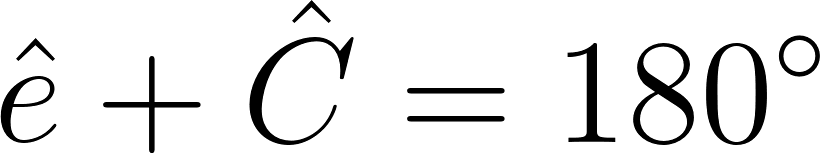 ê + Ĉ = 180°